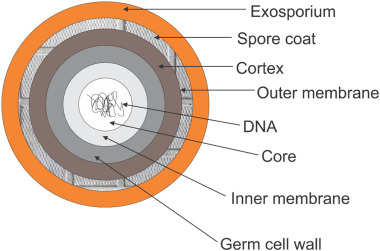 Exosporium
Spore coat
Cortex
Outer membrane
DNA
Core
Inner membrane
Germ cell wall